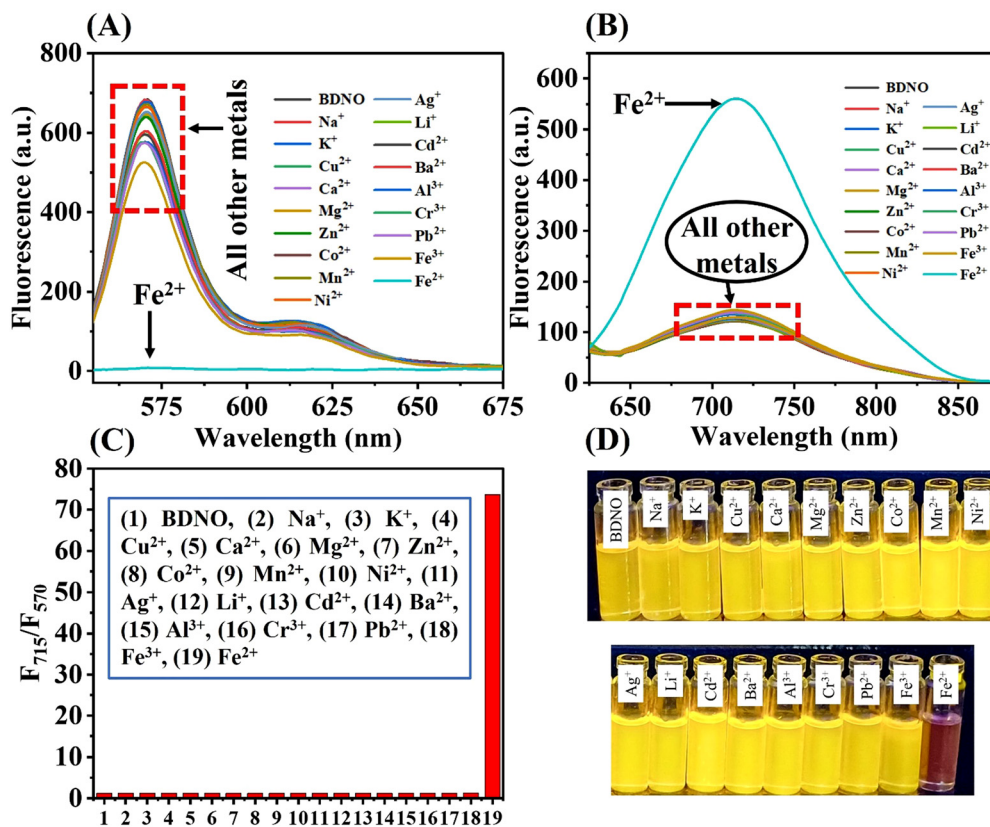 (A)
Fluorescence (a.u.)
800
600
400
200
0
575
600
625
650
675
Wavelength (nm)
All other metals
Fe²⁺
BDNO
Na⁺
K⁺
Cu²⁺
Ca²⁺
Mg²⁺
Zn²⁺
Co²⁺
Mn²⁺
Ni²⁺
Ag⁺
Li⁺
Cd²⁺
Ba²⁺
Al³⁺
Cr³⁺
Pb²⁺
Fe³⁺
Fe²⁺
(B)
Fluorescence (a.u.)
600
500
400
300
200
100
0
650
700
750
800
850
Wavelength (nm)
Fe²⁺
All other
metals
BDNO
Na⁺
K⁺
Cu²⁺
Ca²⁺
Mg²⁺
Zn²⁺
Co²⁺
Mn²⁺
Ni²⁺
Ag⁺
Li⁺
Cd²⁺
Ba²⁺
Al³⁺
Cr³⁺
Pb²⁺
Fe³⁺
Fe²⁺
(C)
F₇₁₅/F₅₇₀
80
70
60
50
40
30
20
10
0
(1) BDNO, (2) Na⁺, (3) K⁺, (4)
Cu²⁺, (5) Ca²⁺, (6) Mg²⁺, (7) Zn²⁺,
(8) Co²⁺, (9) Mn²⁺, (10) Ni²⁺, (11)
Ag⁺, (12) Li⁺, (13) Cd²⁺, (14) Ba²⁺,
(15) Al³⁺, (16) Cr³⁺, (17) Pb²⁺, (18)
Fe³⁺, (19) Fe²⁺
1 2 3 4 5 6 7 8 9 10 11 12 13 14 15 16 17 18 19
(D)
BDNO
Na⁺
K⁺
Cu²⁺
Ca²⁺
Mg²⁺
Zn²⁺
Co²⁺
Mn²⁺
Ni²⁺
Ag⁺
Li⁺
Cd²⁺
Ba²⁺
Al³⁺
Cr³⁺
Pb²⁺
Fe³⁺
Fe²⁺